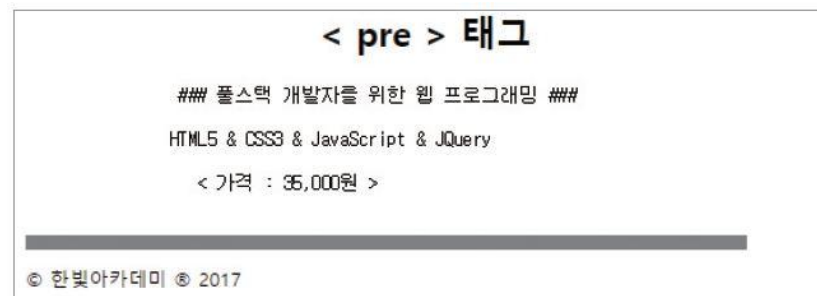 < pre > 태그
### 풀스택 개발자를 위한 웹 프로그래밍 ###
HTML5 & CSS3 & JavaScript & JQuery
< 가격 : 35,000원 >
© 한빛아카데미 ® 2017